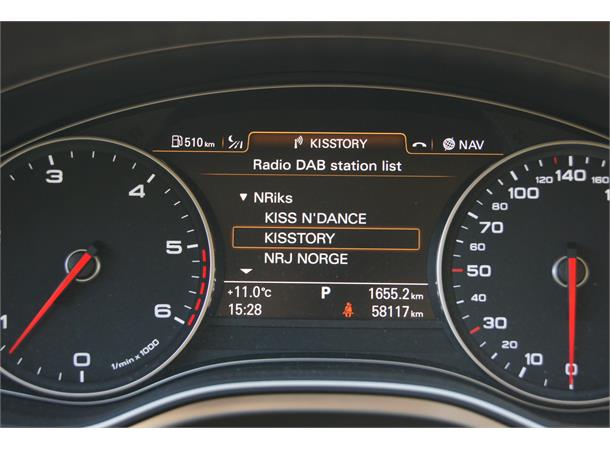 510 km KISSTORY NAV
Radio DAB station list
▼ NRiks
KISS N'DANCE
KISSTORY
NRJ NORGE
+11.0°C P 1655.2 km
15:28 58117 km
0
1
3
4
5
6
1/min x 1000
0
10
20
30
50
60
70
80
100
120
140
160